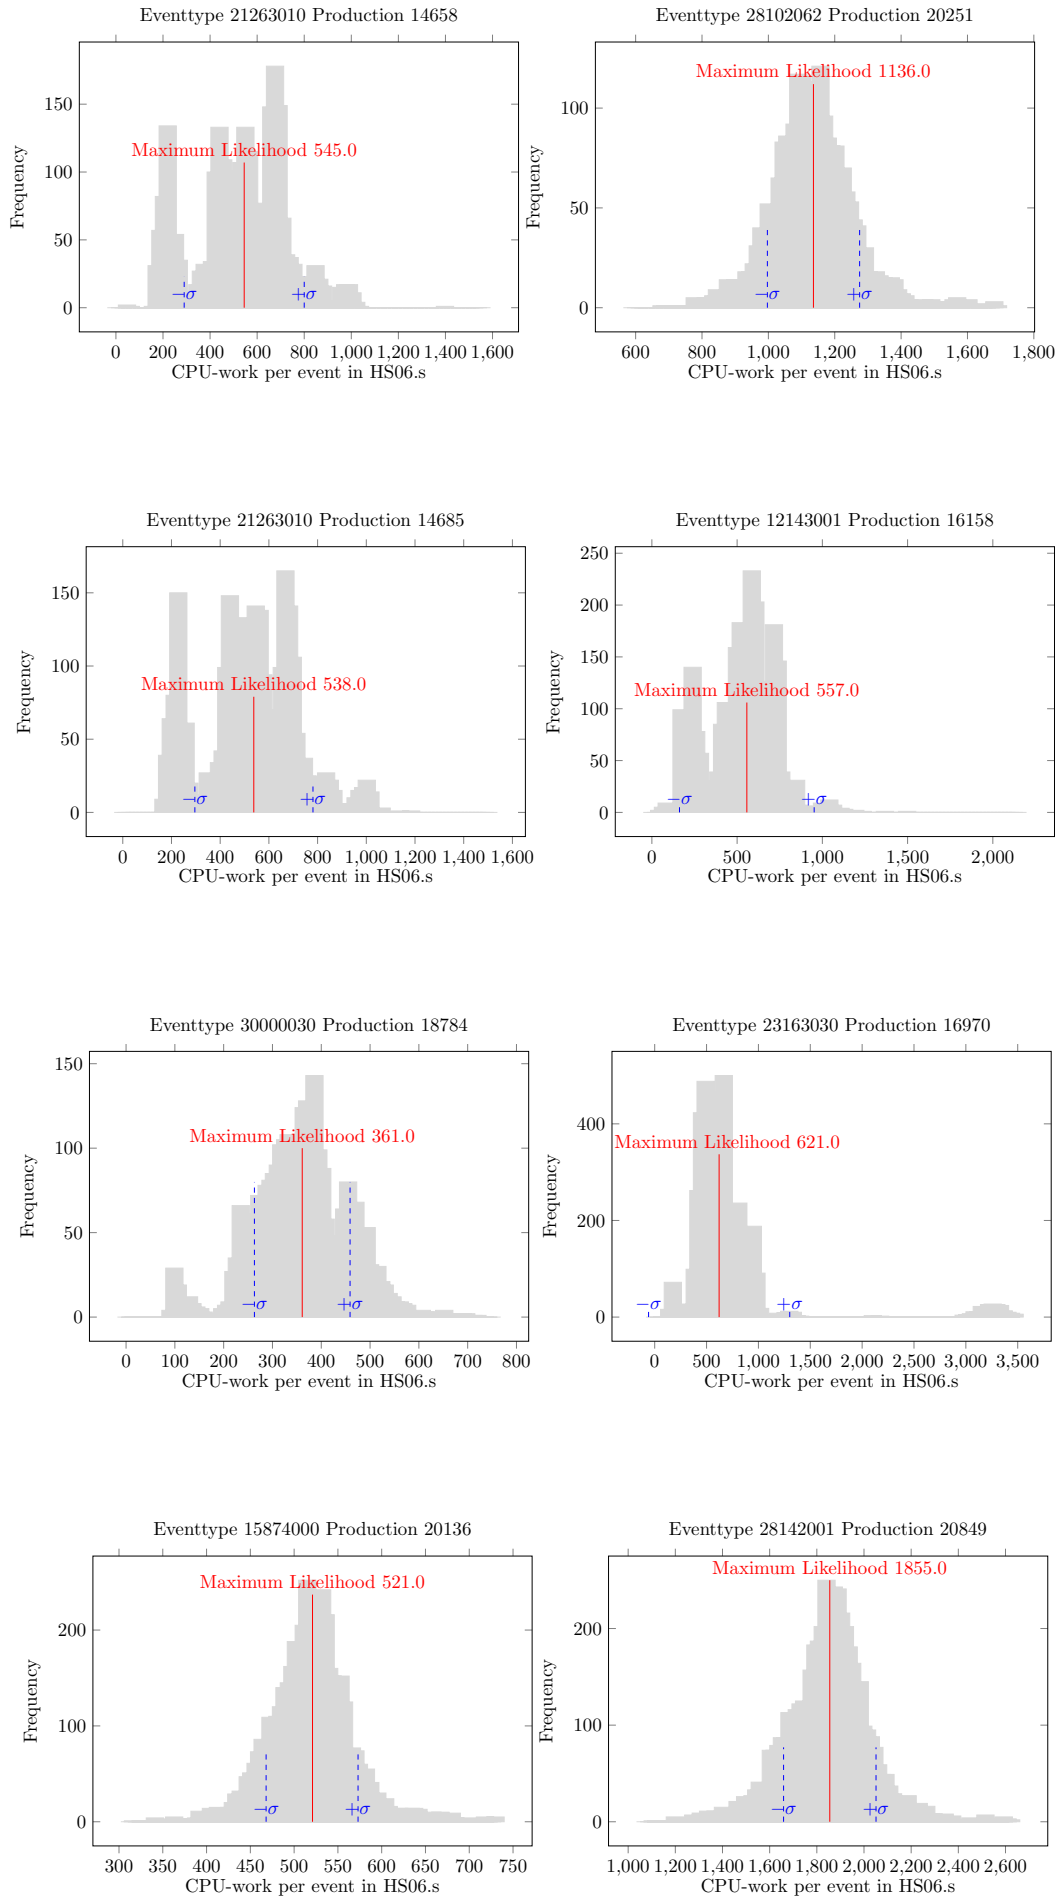 Eventtype 21263010 Production 14658
Frequency
150
100
50
0
Maximum Likelihood 545.0
−σ
+σ
0 200 400 600 800 1,000 1,200 1,400 1,600
CPU-work per event in HS06.s
Eventtype 28102062 Production 20251
Frequency
100
50
0
Maximum Likelihood 1136.0
−σ
+σ
600 800 1,000 1,200 1,400 1,600 1,800
CPU-work per event in HS06.s
Eventtype 21263010 Production 14685
Frequency
150
100
50
0
Maximum Likelihood 538.0
−σ
+σ
0 200 400 600 800 1,000 1,200 1,400 1,600
CPU-work per event in HS06.s
Eventtype 12143001 Production 16158
Frequency
250
200
150
100
50
0
Maximum Likelihood 557.0
−σ
+σ
0 500 1,000 1,500 2,000
CPU-work per event in HS06.s
Eventtype 30000030 Production 18784
Frequency
150
100
50
0
Maximum Likelihood 361.0
−σ
+σ
0 100 200 300 400 500 600 700 800
CPU-work per event in HS06.s
Eventtype 23163030 Production 16970
Frequency
400
200
0
Maximum Likelihood 621.0
−σ
+σ
0 500 1,000 1,500 2,000 2,500 3,000 3,500
CPU-work per event in HS06.s
Eventtype 15874000 Production 20136
Frequency
200
100
0
Maximum Likelihood 521.0
−σ
+σ
300 350 400 450 500 550 600 650 700 750
CPU-work per event in HS06.s
Eventtype 28142001 Production 20849
Frequency
200
100
0
Maximum Likelihood 1855.0
−σ
+σ
1,000 1,200 1,400 1,600 1,800 2,000 2,200 2,400 2,600
CPU-work per event in HS06.s